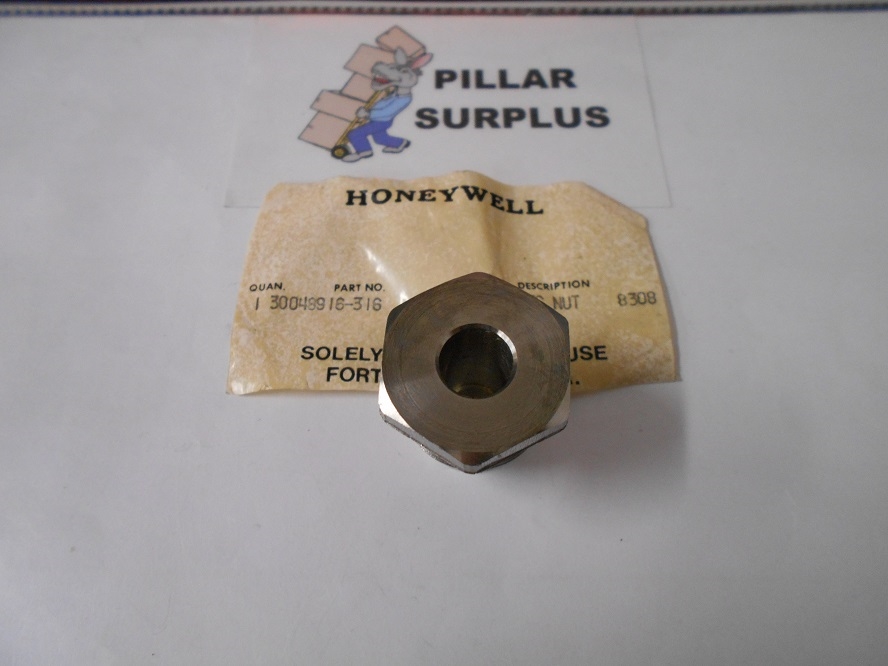 PILLAR
SURPLUS
HONEYWELL
QUAN. PART NO. DESCRIPTION
1 30048916-316 NUT 8308
SOLELY USE
FORT